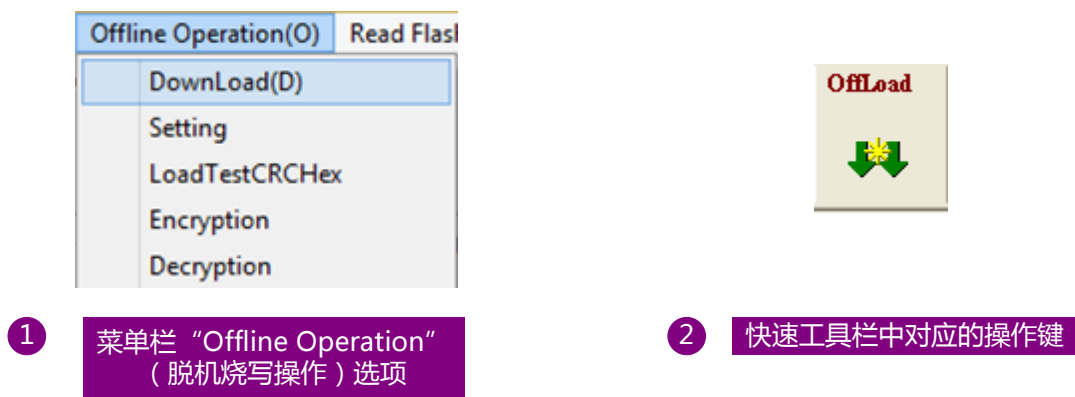 Offline Operation(O) Read Flash
DownLoad(D)
Setting
LoadTestCRCHex
Encryption
Decryption
OffLoad
1
菜单栏“Offline Operation”
（脱机烧写操作）选项
2
快速工具栏中对应的操作键